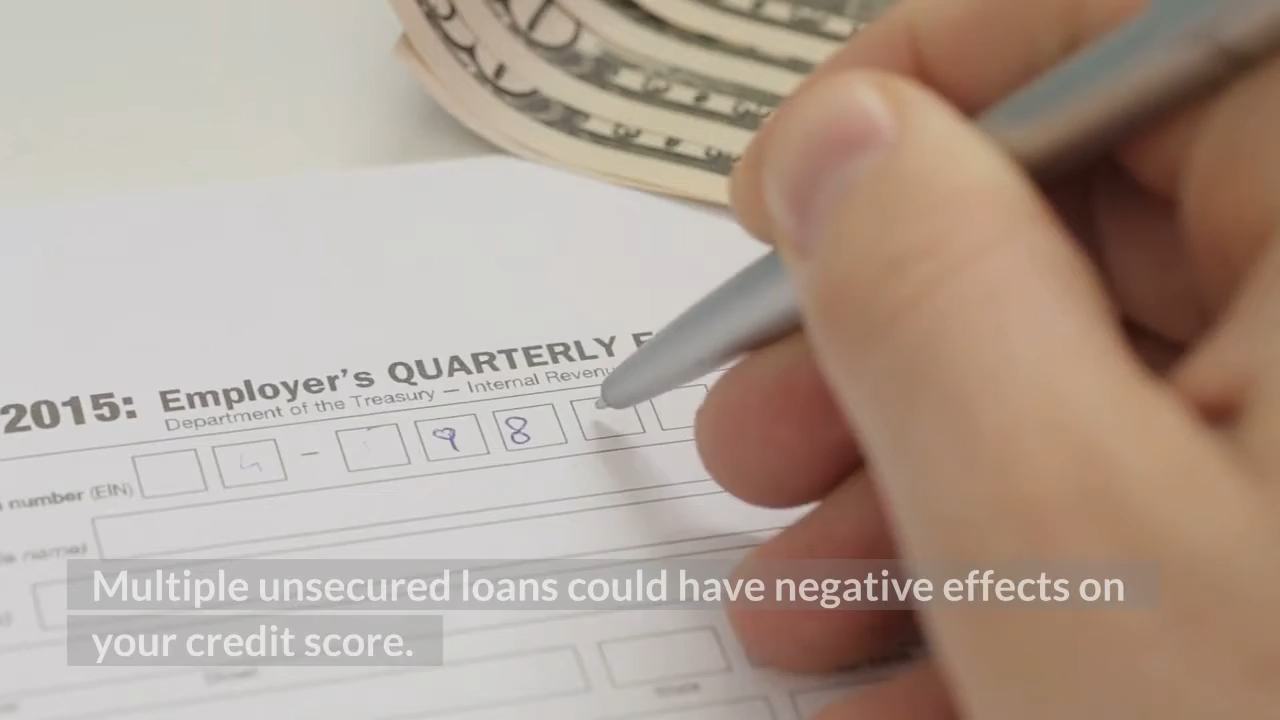 2015: Employer's QUARTERLY
Department of the Treasury — Internal
4 – 9 8
number (EIN)
name)
Multiple unsecured loans could have negative effects on
your credit score.